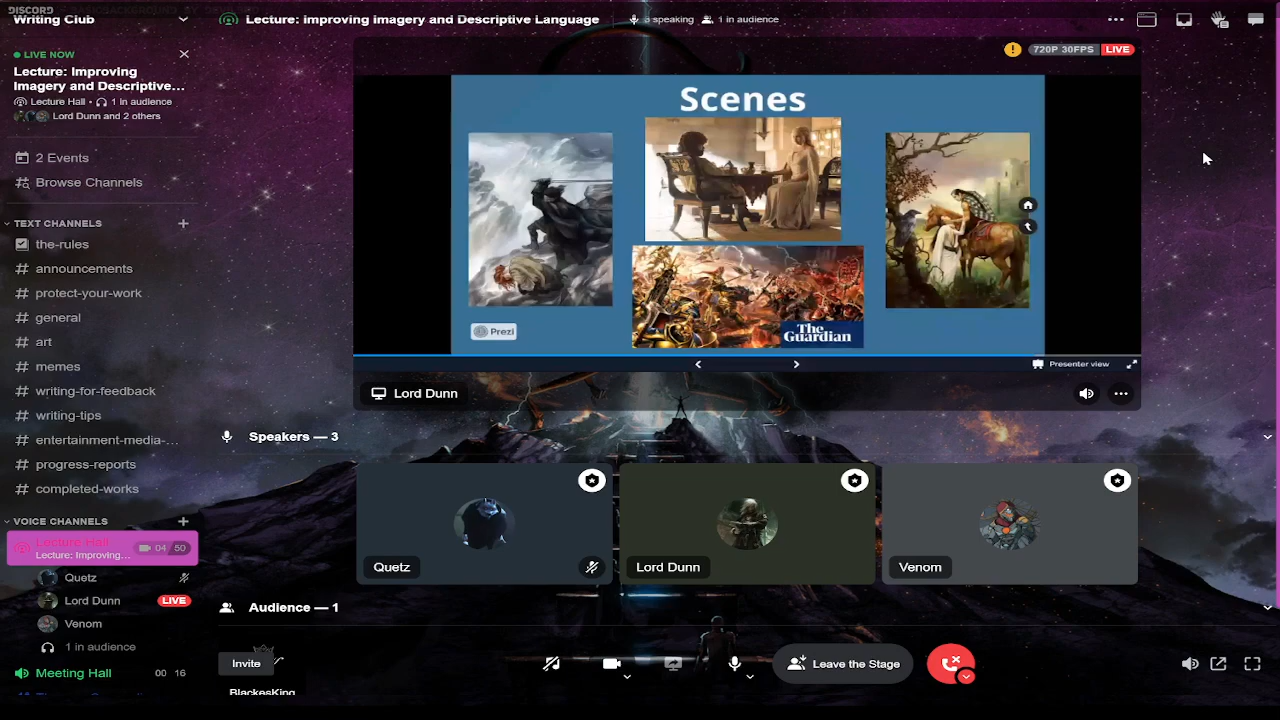 DISCORD
Writing Club
Lecture: Improving Imagery and Descriptive Language
3 speaking
1 in audience
LIVE NOW
Lecture: Improving
Imagery and Descriptive...
Lecture Hall • 1 in audience
Lord Dunn and 2 others
2 Events
Browse Channels
TEXT CHANNELS
the-rules
announcements
protect-your-work
general
art
memes
writing-for-feedback
writing-tips
entertainment-media-...
progress-reports
completed-works
VOICE CHANNELS
Lecture Hall
Lecture: Improving...
04 50
Quetz
Lord Dunn
LIVE
Venom
1 in audience
Meeting Hall
00 16
720P 30FPS
LIVE
Scenes
Prezi
The
Guardian
Presenter view
Lord Dunn
Speakers — 3
Quetz
Lord Dunn
Venom
Audience — 1
Invite
BlackesKing
Leave the Stage